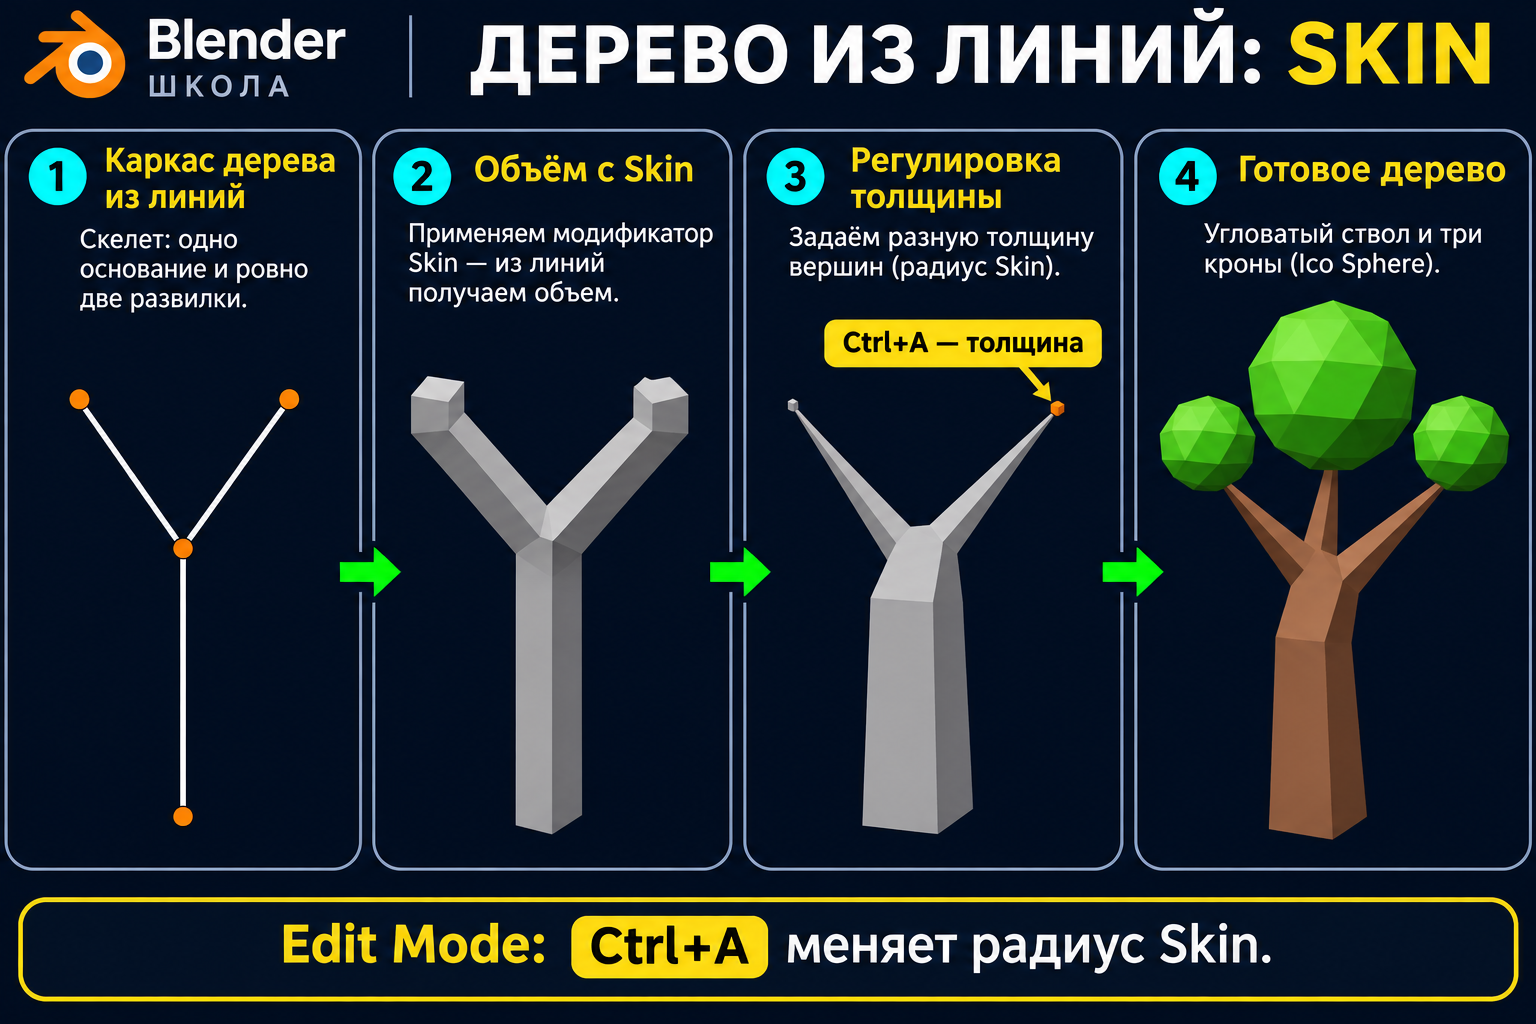 Blender
ШКОЛА
ДЕРЕВО ИЗ ЛИНИЙ: SKIN
1
Каркас дерева
из линий
Скелет: одно
основание и ровно
две развилки.
2
Объём с Skin
Применяем модификатор
Skin — из линий
получаем объем.
3
Регулировка
толщины
Задаём разную толщину
вершин (радиус Skin).
Ctrl+A — толщина
4
Готовое дерево
Угловатый ствол и три
кроны (Ico Sphere).
Edit Mode: Ctrl+A меняет радиус Skin.